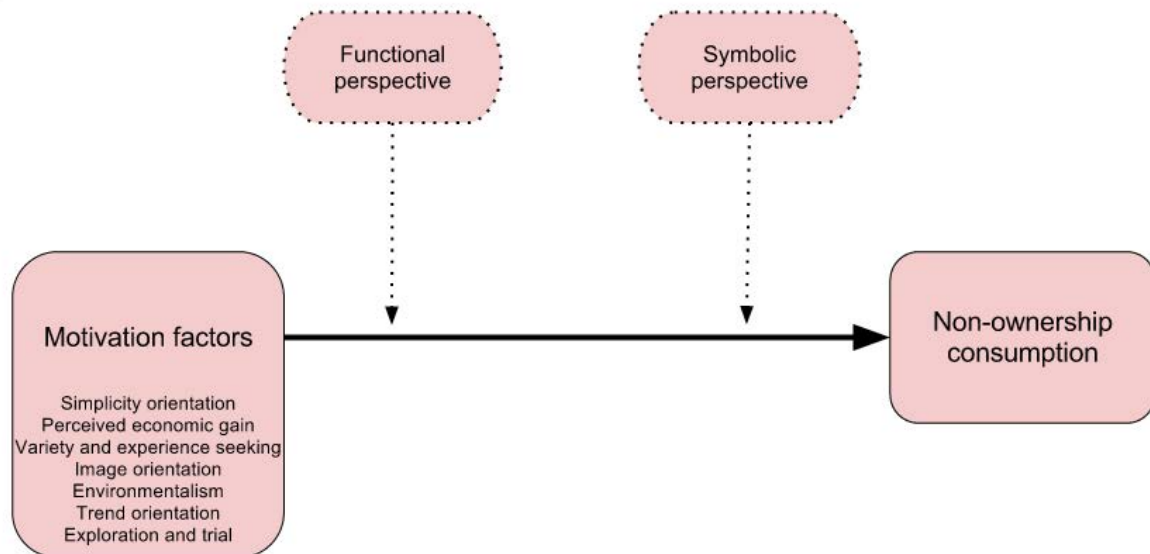 Functional
perspective
Symbolic
perspective
Motivation factors
Simplicity orientation
Perceived economic gain
Variety and experience seeking
Image orientation
Environmentalism
Trend orientation
Exploration and trial
Non-ownership
consumption